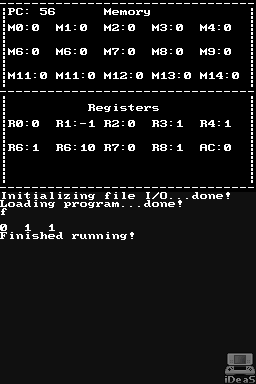 PC: 56 Memory
M0:0 M1:0 M2:0 M3:0 M4:0
M6:0 M6:0 M7:0 M8:0 M9:0
M11:0 M11:0 M12:0 M13:0 M14:0
Registers
R0:0 R1:-1 R2:0 R3:1 R4:1
R6:1 R6:10 R7:0 R8:1 AC:0
Initializing file I/O...done!
Loading program...done!
f
0 1 1
Finished running!
iDeaS